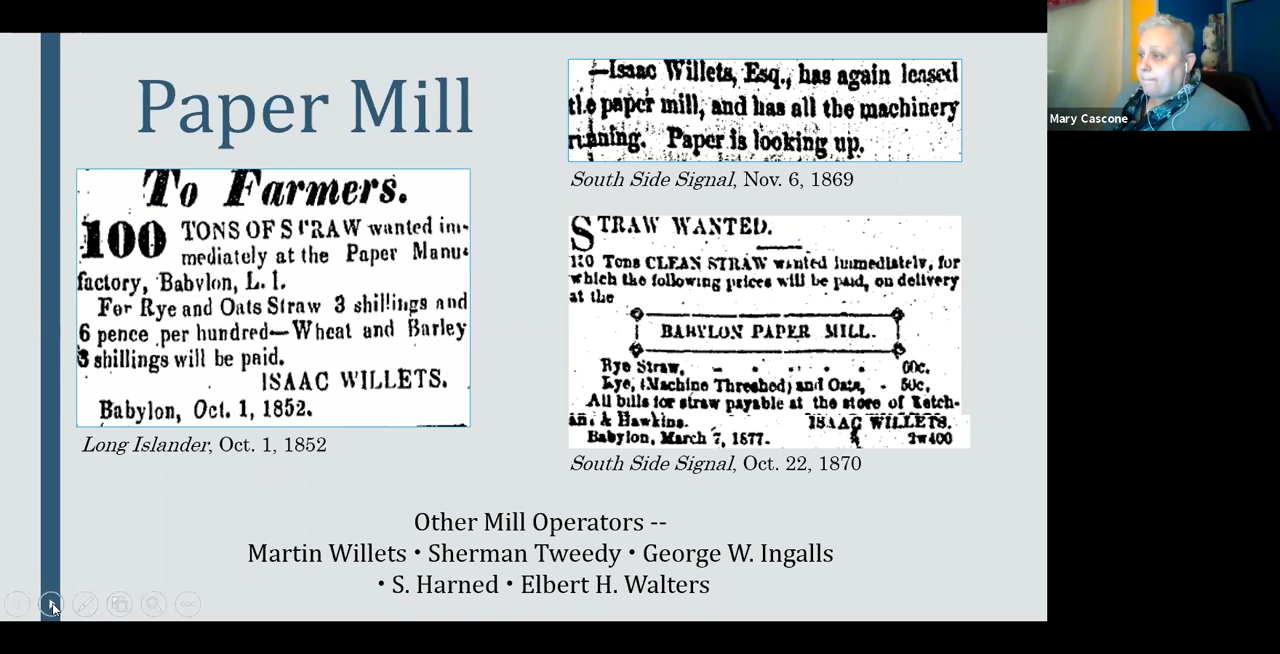 Paper Mill
To Farmers.
100 TONS OF STRAW wanted im-
mediately at the Paper Manu-
factory, Babylon, L. I.
For Rye and Oats Straw 3 shillings and
6 pence per hundred—Wheat and Barley
3 shillings will be paid.
ISAAC WILLETS.
Babylon, Oct. 1, 1852.
Long Islander, Oct. 1, 1852
—Isaac Willets, Esq., has again leased
the paper mill, and has all the machinery
running. Paper is looking up.
South Side Signal, Nov. 6, 1869
STRAW WANTED.
Tons CLEAN STRAW wanted immediately, for
which the following prices will be paid, on delivery
at the
BABYLON PAPER MILL.
Rye Straw, - - - - 60c.
Rye, (Machine Threshed) and Oats, - 50c.
All bills for straw payable at the store of Ketch-
am & Hawkins. ISAAC WILLETS.
Babylon, March 7, 1877. 2w400
South Side Signal, Oct. 22, 1870
Other Mill Operators --
Martin Willets • Sherman Tweedy • George W. Ingalls
• S. Harned • Elbert H. Walters
Mary Cascone